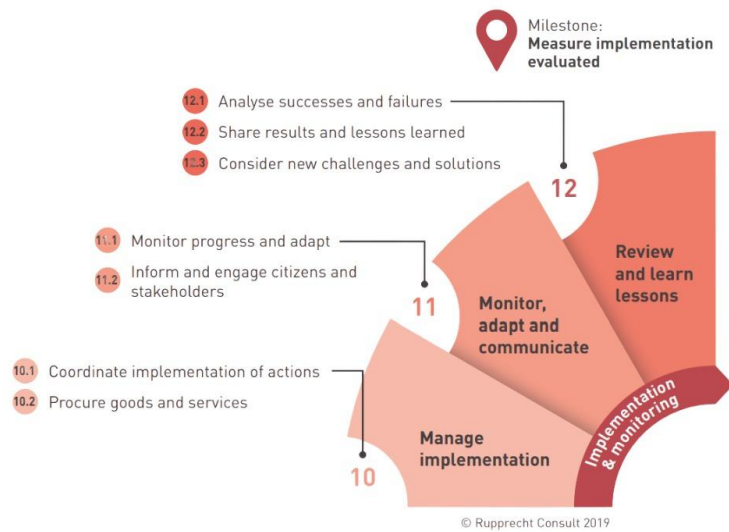 Milestone:
Measure implementation
evaluated
12.1 Analyse successes and failures
12.2 Share results and lessons learned
12.3 Consider new challenges and solutions
12
Review
and learn
lessons
11.1 Monitor progress and adapt
11.2 Inform and engage citizens and
stakeholders
11
Monitor,
adapt and
communicate
10.1 Coordinate implementation of actions
10.2 Procure goods and services
10
Manage
implementation
Implementation
& monitoring
© Rupprecht Consult 2019